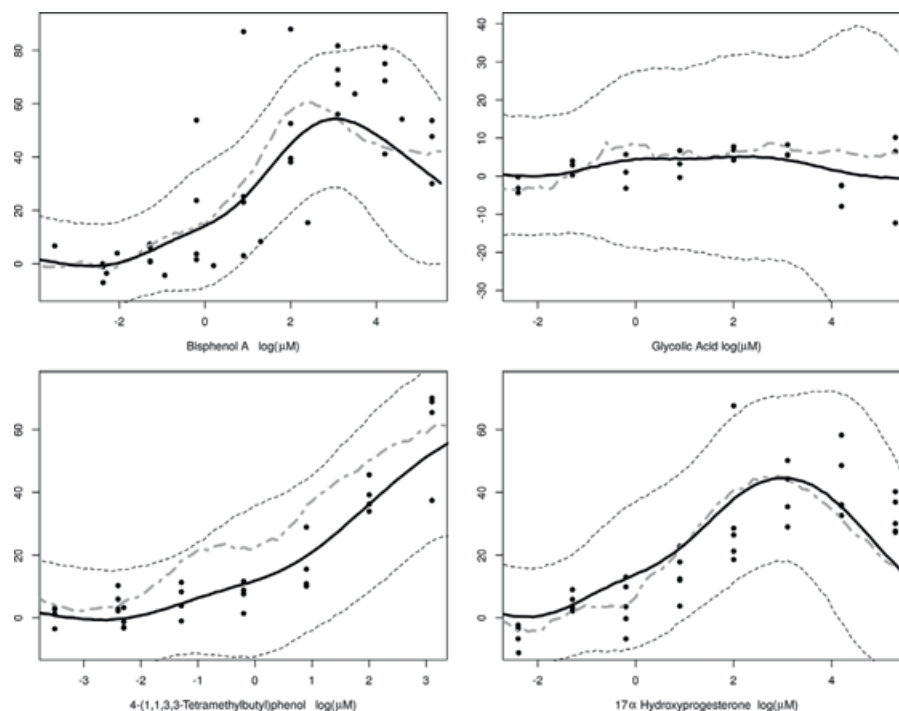 0 20 40 60 80
-2 0 2 4
Bisphenol A log(μM)
-30 -20 -10 0 10 20 30 40
-2 0 2 4
Glycolic Acid log(μM)
0 20 40 60
-3 -2 -1 0 1 2 3
4-(1,1,3,3-Tetramethylbutyl)phenol log(μM)
0 20 40 60
-2 0 2 4
17α Hydroxyprogesterone log(μM)